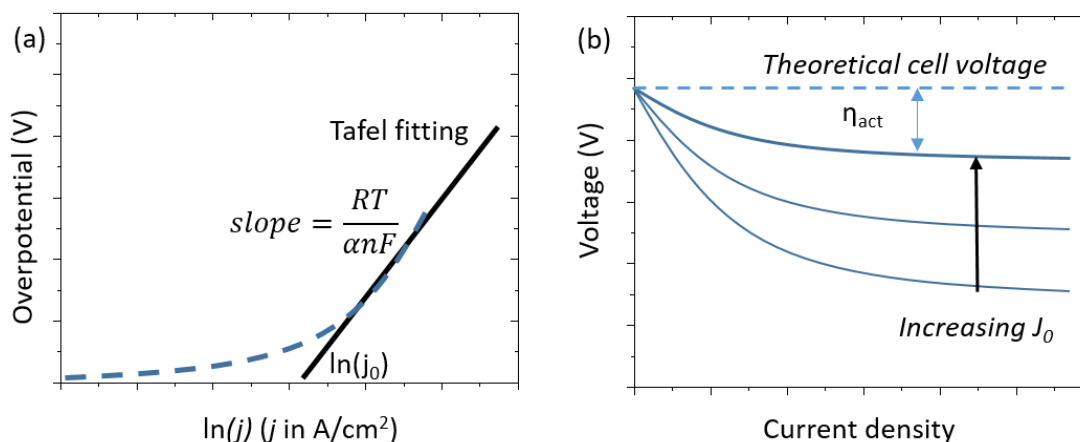 (a)
Overpotential (V)
Tafel fitting
slope = RT/αnF
ln(j₀)
ln(j) (j in A/cm²)
(b)
Voltage (V)
Theoretical cell voltage
η_act
Increasing J₀
Current density